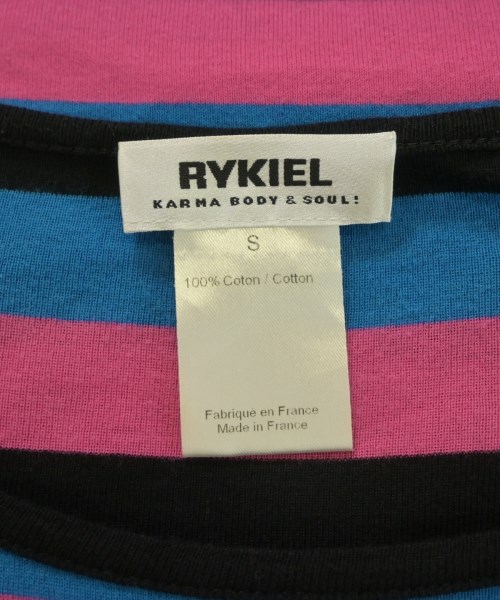 RYKIEL
KARMA BODY & SOUL!
S
100% Coton / Cotton
Fabriqué en France
Made in France